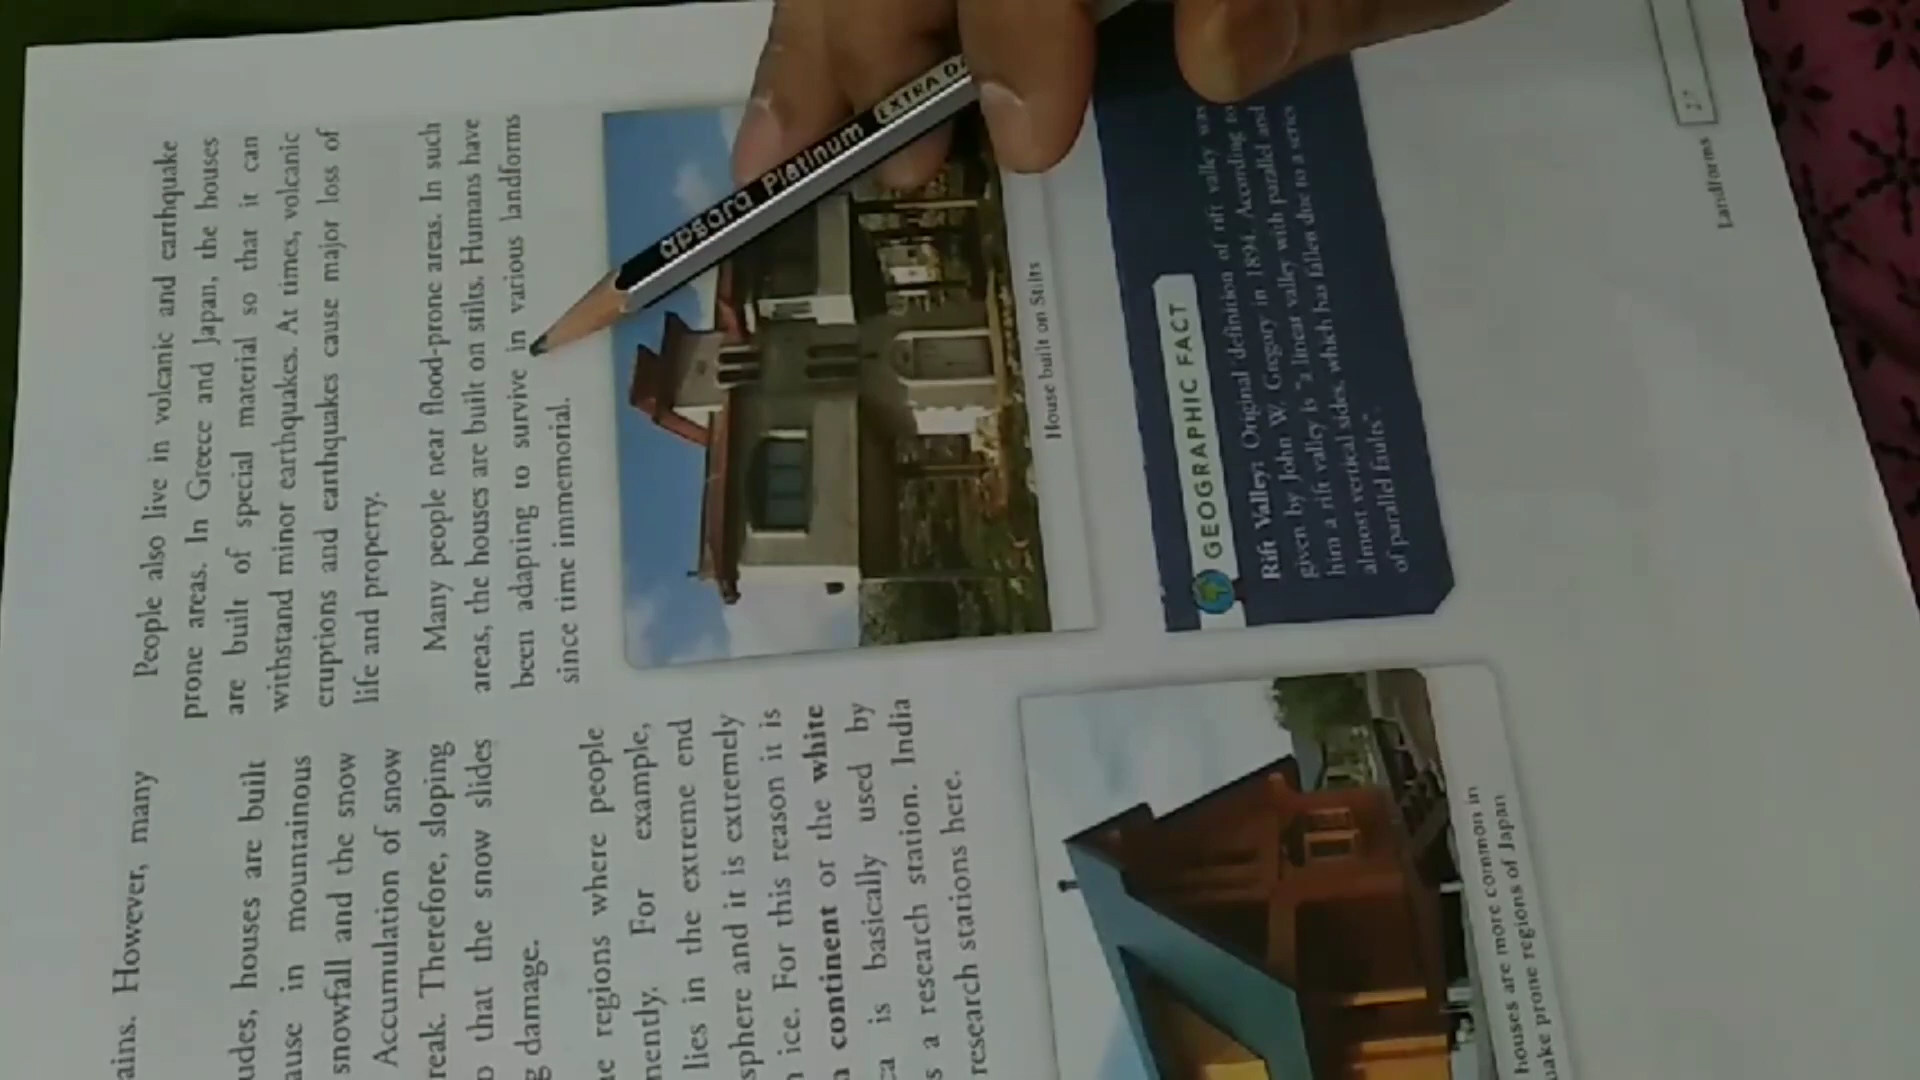 ains. However, many
udes, houses are built
ause in mountainous
snowfall and the snow
Accumulation of snow
reak. Therefore, sloping
o that the snow slides
g damage.
e regions where people
nently. For example,
lies in the extreme end
sphere and it is extremely
ice. For this reason it is
continent or the white
a is basically used by
s a research station. India
research stations here.
houses are more common in
uake prone regions of Japan
People also live in volcanic and earthquake
prone areas. In Greece and Japan, the houses
are built of special material so that it can
withstand minor earthquakes. At times, volcanic
eruptions and earthquakes cause major loss of
life and property.
Many people near flood-prone areas. In such
areas, the houses are built on stilts. Humans have
been adapting to survive in various landforms
since time immemorial.
apsara Platinum EXTRA DA
House built on Stilts
GEOGRAPHIC FACT
Rift Valley: Original definition of rift valley was
given by John W. Gregory in 1894. According to
him a rift valley is "a linear valley with parallel and
almost vertical sides, which has fallen due to a series
of parallel faults".
Landforms